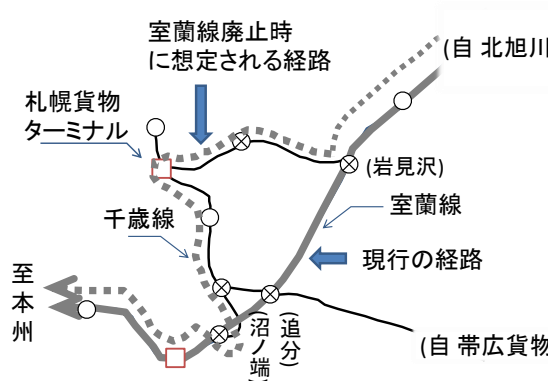 室蘭線廃止時
に想定される経路
(自 北旭川
札幌貨物
ターミナル
(岩見沢)
室蘭線
千歳線
現行の経路
至本州
(追分)
(沼ノ端)
(自 帯広貨物